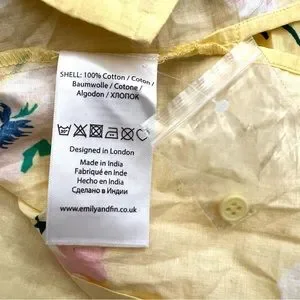 SHELL: 100% Cotton / Coton /
Baumwolle / Cotone /
Algodon / ХЛОПОК
Designed in London
Made in India
Fabriqué en Inde
Hecho en India
Сделано в Индии
www.emilyandfin.co.uk